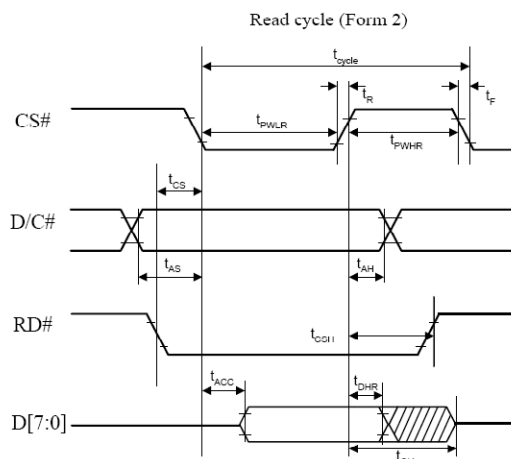 Read cycle (Form 2)
tcycle
tR
tF
CS#
tPWLR
tPWHR
tCS
D/C#
tAS
tAH
RD#
tCSH
tACC
tDHR
D[7:0]